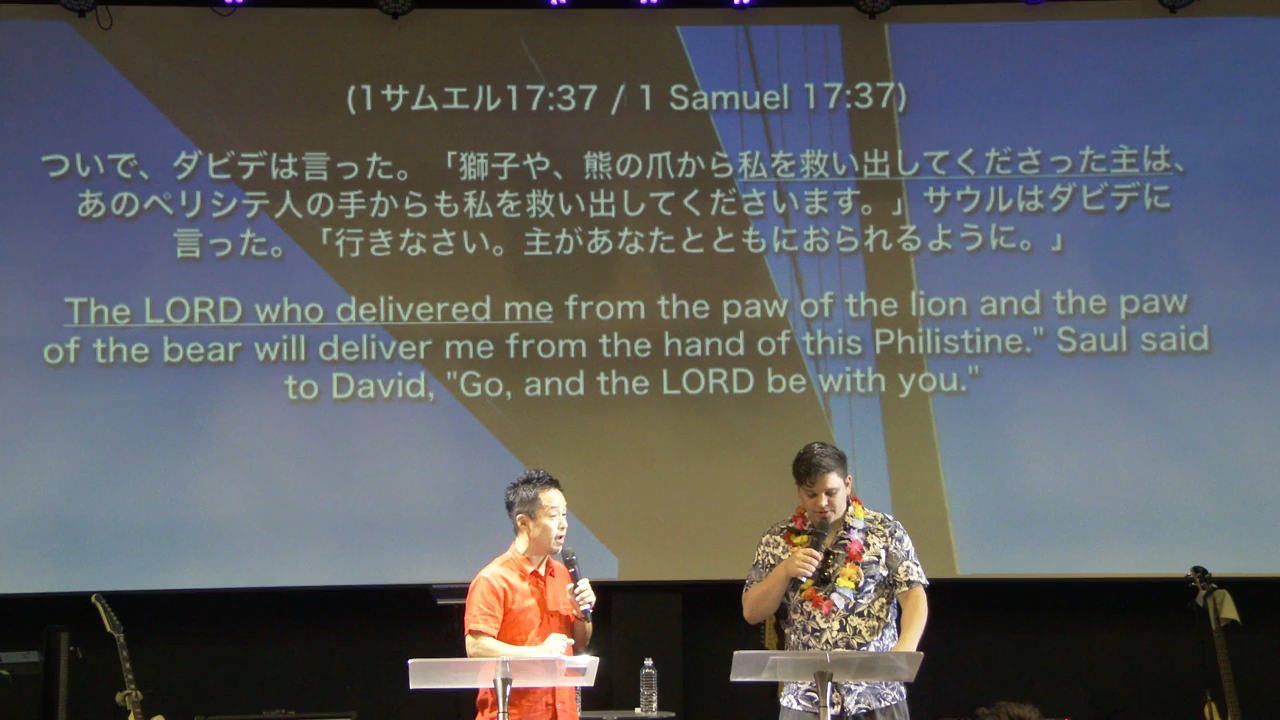 (1サムエル17:37 / 1 Samuel 17:37)
ついで、ダビデは言った。「獅子や、熊の爪から私を救い出してくださった主は、
あのペリシテ人の手からも私を救い出してくださいます。」サウルはダビデに
言った。「行きなさい。主があなたとともにおられるように。」
The LORD who delivered me from the paw of the lion and the paw
of the bear will deliver me from the hand of this Philistine." Saul said
to David, "Go, and the LORD be with you."